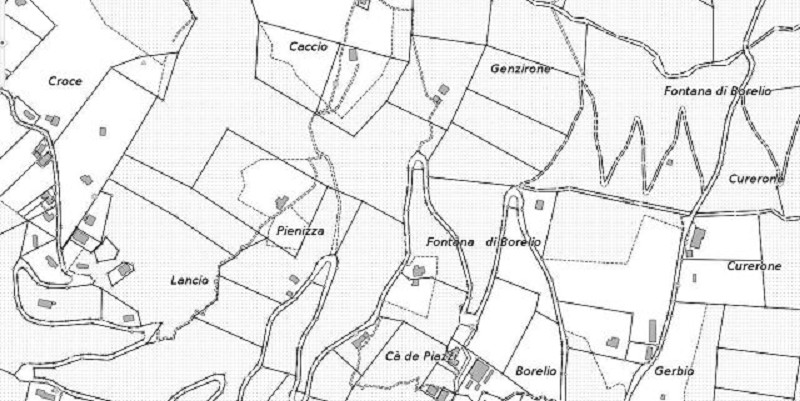 Caccio
Croce
Genzirone
Fontana di Borelio
Curerone
Pienizza
Fontana di Borelio
Curerone
Lancio
Cà de Piazzi
Borelio
Gerbio